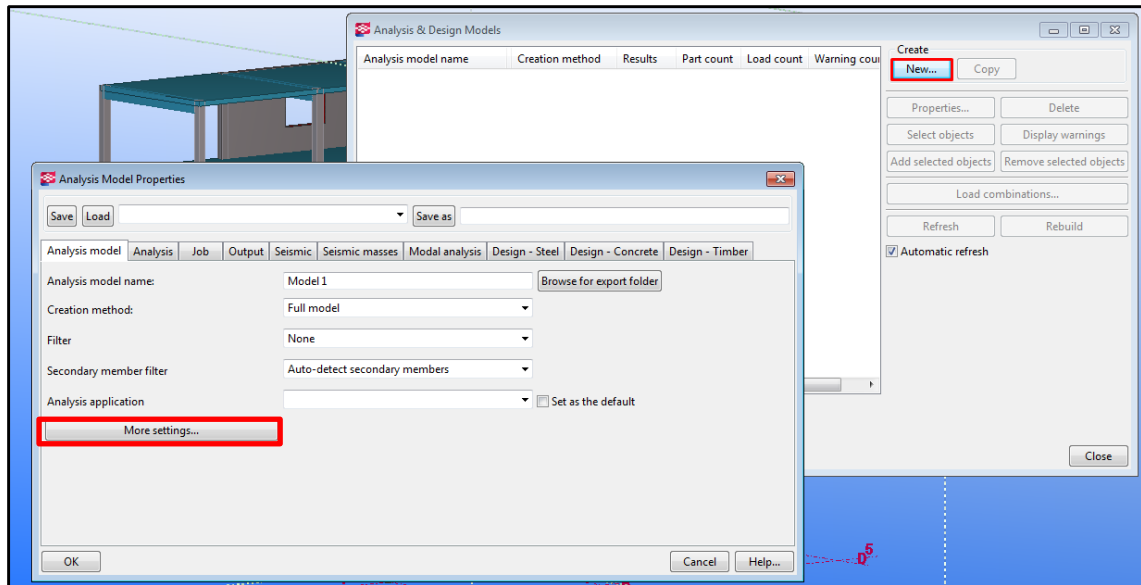 Analysis & Design Models
Analysis model name Creation method Results Part count Load count Warning coun
Create
New... Copy
Properties... Delete
Select objects Display warnings
Add selected objects Remove selected objects
Load combinations...
Refresh Rebuild
Automatic refresh
Close
Analysis Model Properties
Save Load Save as
Analysis model Analysis Job Output Seismic Seismic masses Modal analysis Design - Steel Design - Concrete Design - Timber
Analysis model name: Model 1 Browse for export folder
Creation method: Full model
Filter None
Secondary member filter Auto-detect secondary members
Analysis application Set as the default
More settings...
OK Cancel Help...
D 5